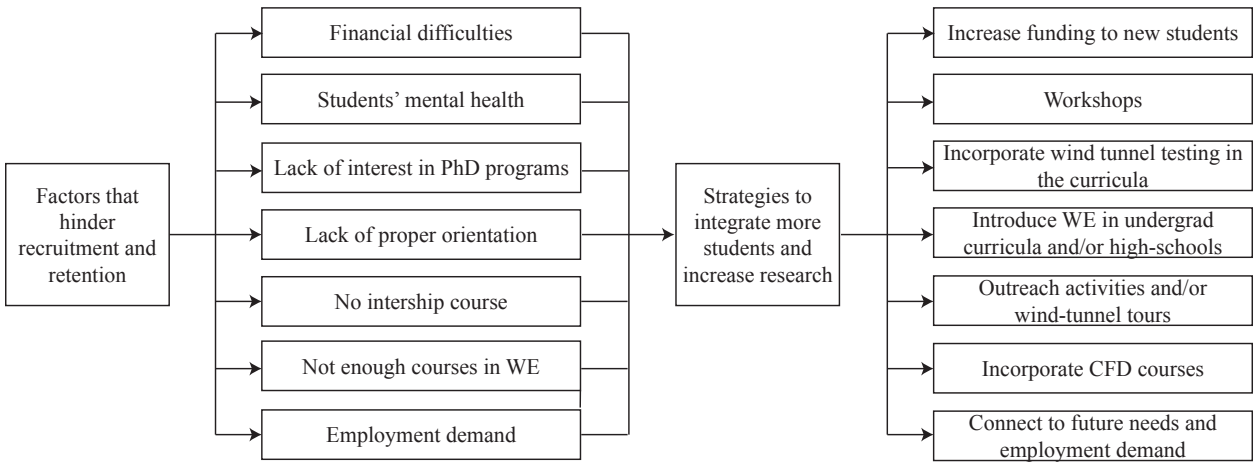 Factors that
hinder
recruitment and
retention
Financial difficulties
Students’ mental health
Lack of interest in PhD programs
Lack of proper orientation
No intership course
Not enough courses in WE
Employment demand
Strategies to
integrate more
students and
increase research
Increase funding to new students
Workshops
Incorporate wind tunnel testing in
the curricula
Introduce WE in undergrad
curricula and/or high-schools
Outreach activities and/or
wind-tunnel tours
Incorporate CFD courses
Connect to future needs and
employment demand